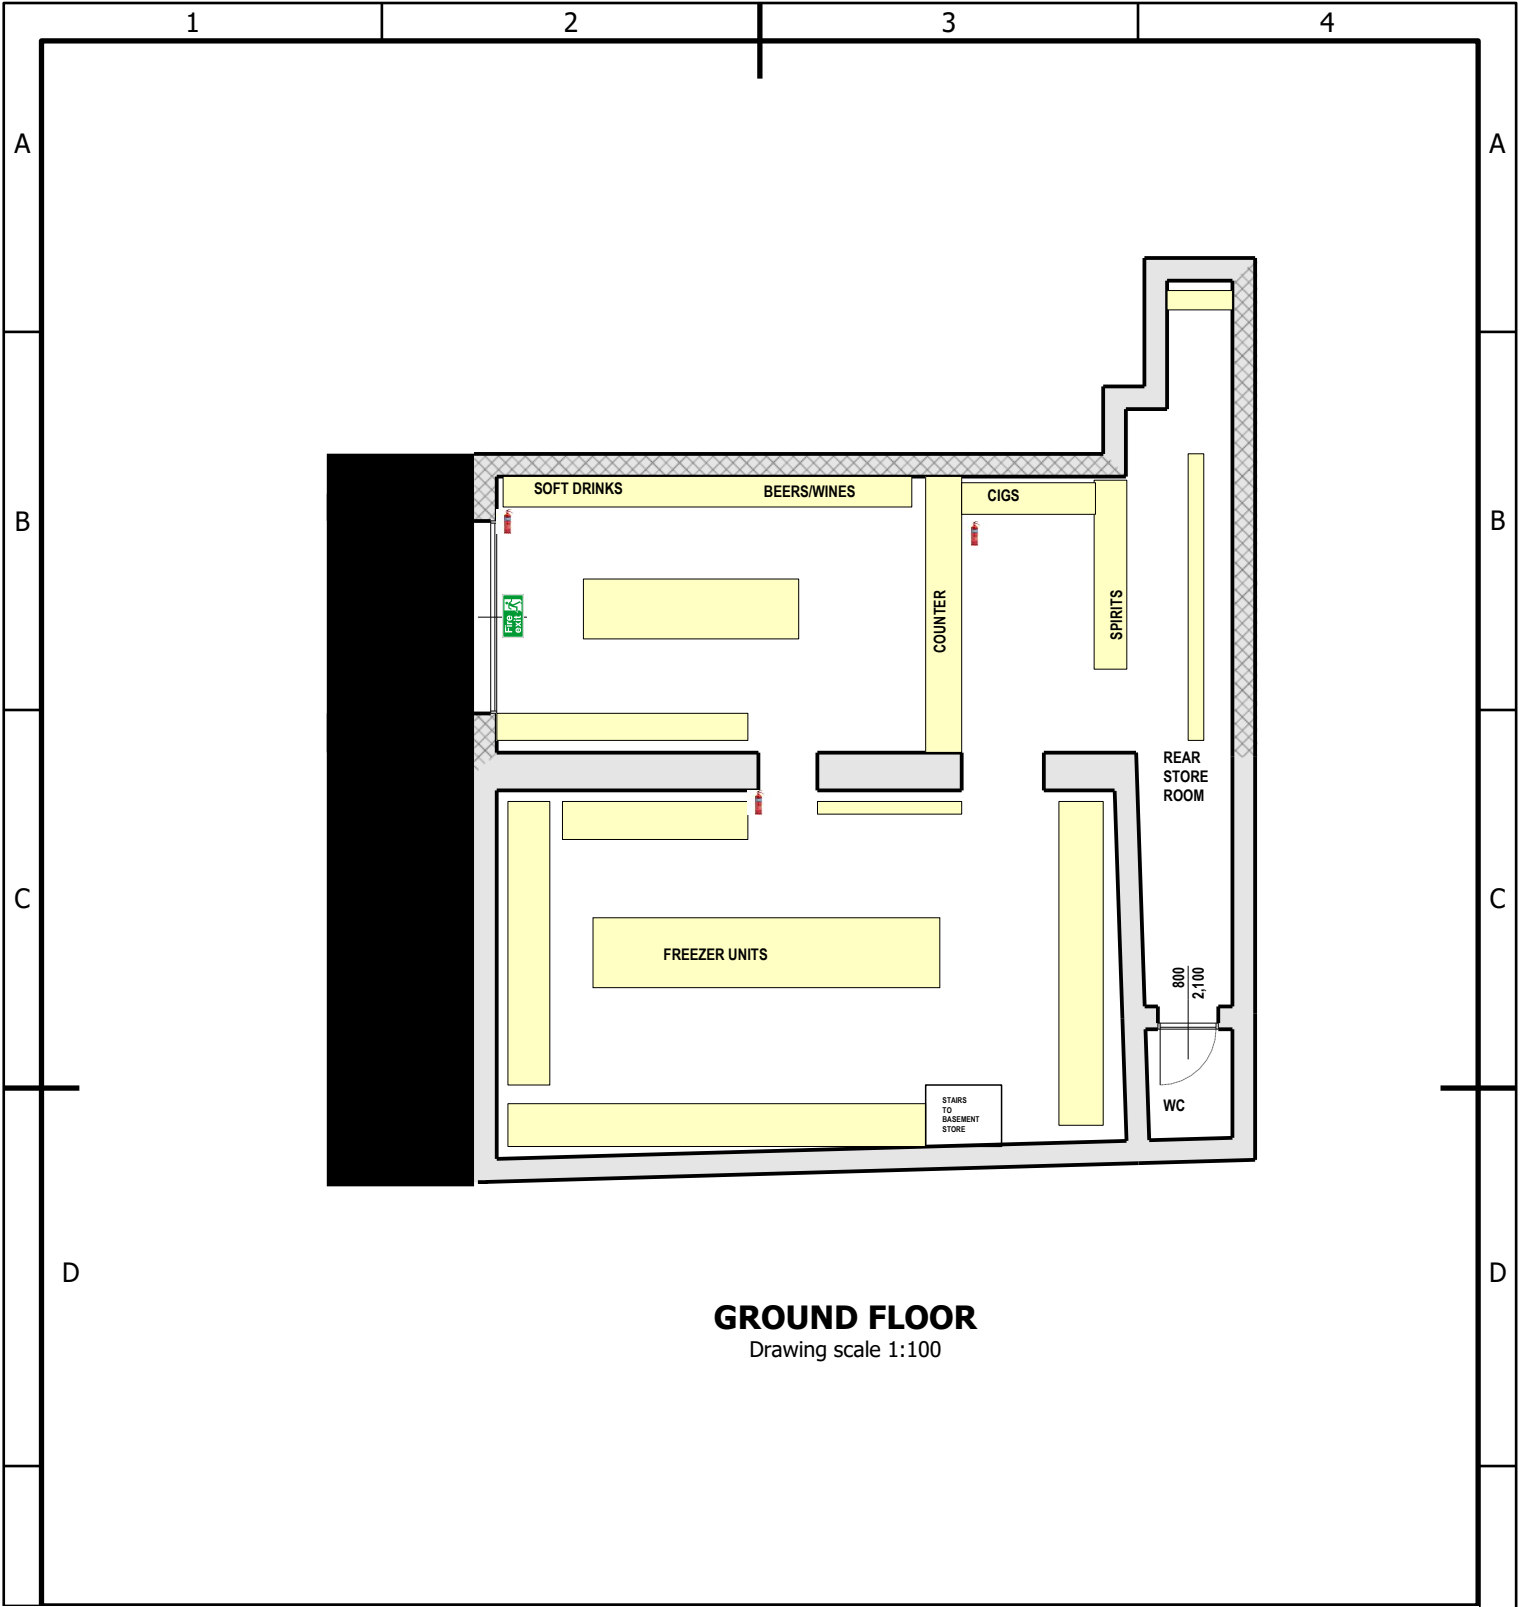 1 2 3 4
A A
SOFT DRINKS BEERS/WINES CIGS
B B
Fire
exit
COUNTER
SPIRITS
REAR
STORE
ROOM
C C
FREEZER UNITS
800
2,100
STAIRS
TO
BASEMENT
STORE
WC
D D
GROUND FLOOR
Drawing scale 1:100